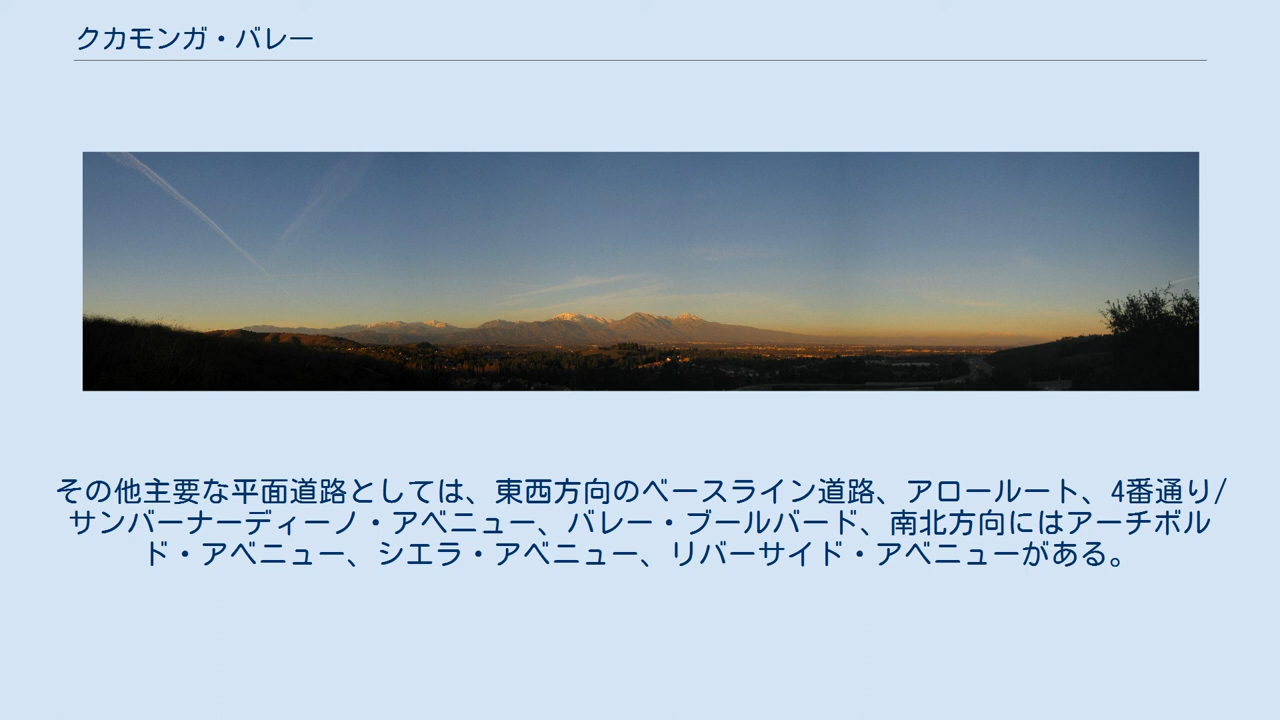 クカモンガ・バレー
その他主要な平面道路としては、東西方向のベースライン道路、アロールート、4番通り/
サンバーナーディーノ・アベニュー、バレー・ブールバード、南北方向にはアーチボル
ド・アベニュー、シエラ・アベニュー、リバーサイド・アベニューがある。